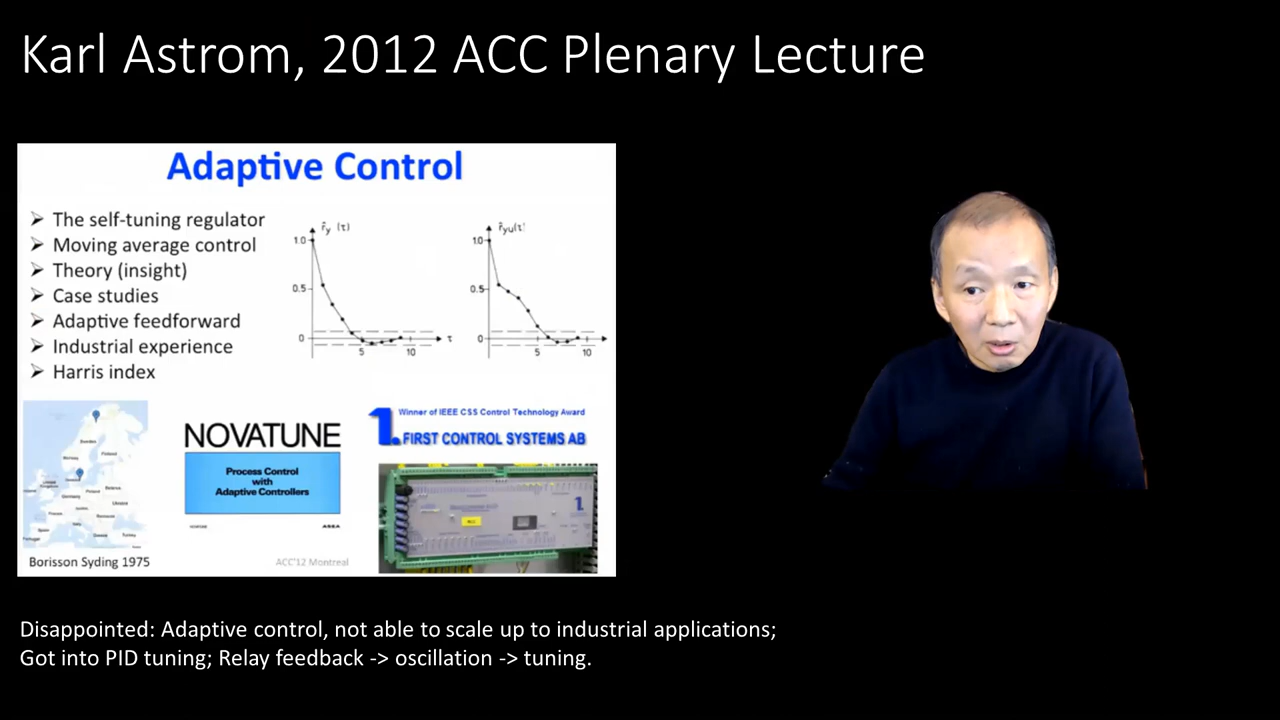 Karl Astrom, 2012 ACC Plenary Lecture
Adaptive Control
➢ The self-tuning regulator
➢ Moving average control
➢ Theory (insight)
➢ Case studies
➢ Adaptive feedforward
➢ Industrial experience
➢ Harris index
r̂y (τ)
1.0
0.5
0
5
10
τ
r̂yu(τ)
1.0
0.5
0
5
10
NOVATUNE
Process Control
with
Adaptive Controllers
NOVATUNE
ASEA
Winner of IEEE CSS Control Technology Award
1. FIRST CONTROL SYSTEMS AB
Borisson Syding 1975
ACC'12 Montreal
Disappointed: Adaptive control, not able to scale up to industrial applications;
Got into PID tuning; Relay feedback -> oscillation -> tuning.